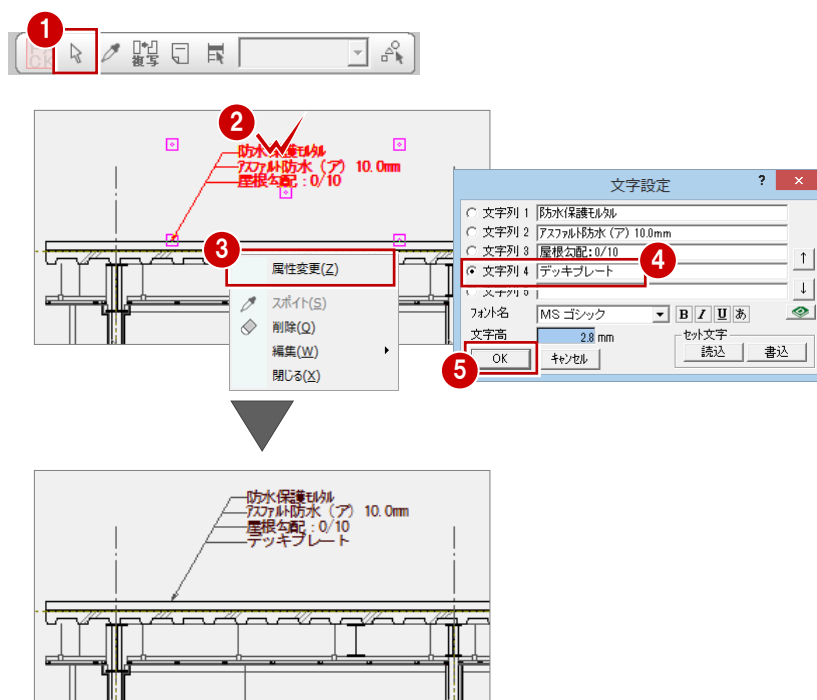 1
複写
2
防水保護ﾓﾙﾀﾙ
ｱｽﾌｧﾙﾄ防水（ア）10.0mm
屋根勾配：0/10
3
属性変更(Z)
スポイト(S)
削除(O)
編集(W)
閉じる(X)
文字設定
?
×
文字列 1 防水保護ﾓﾙﾀﾙ
文字列 2 ｱｽﾌｧﾙﾄ防水（ア）10.0mm
文字列 3 屋根勾配：0/10
4
文字列 4 デッキプレート
文字列 5
↑
↓
ﾌｫﾝﾄ名 MS ゴシック B I U あ
文字高 2.8 mm
ｾｯﾄ文字
読込 書込
5
OK ｷｬﾝｾﾙ
防水保護ﾓﾙﾀﾙ
ｱｽﾌｧﾙﾄ防水（ア）10.0mm
屋根勾配：0/10
デッキプレート